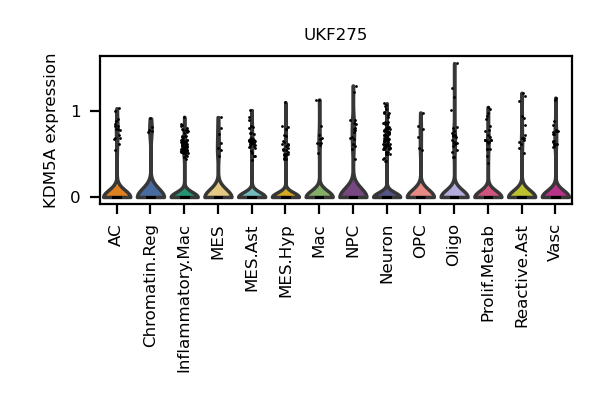 UKF275
KDM5A expression
1
0
AC
Chromatin.Reg
Inflammatory.Mac
MES
MES.Ast
MES.Hyp
Mac
NPC
Neuron
OPC
Oligo
Prolif.Metab
Reactive.Ast
Vasc